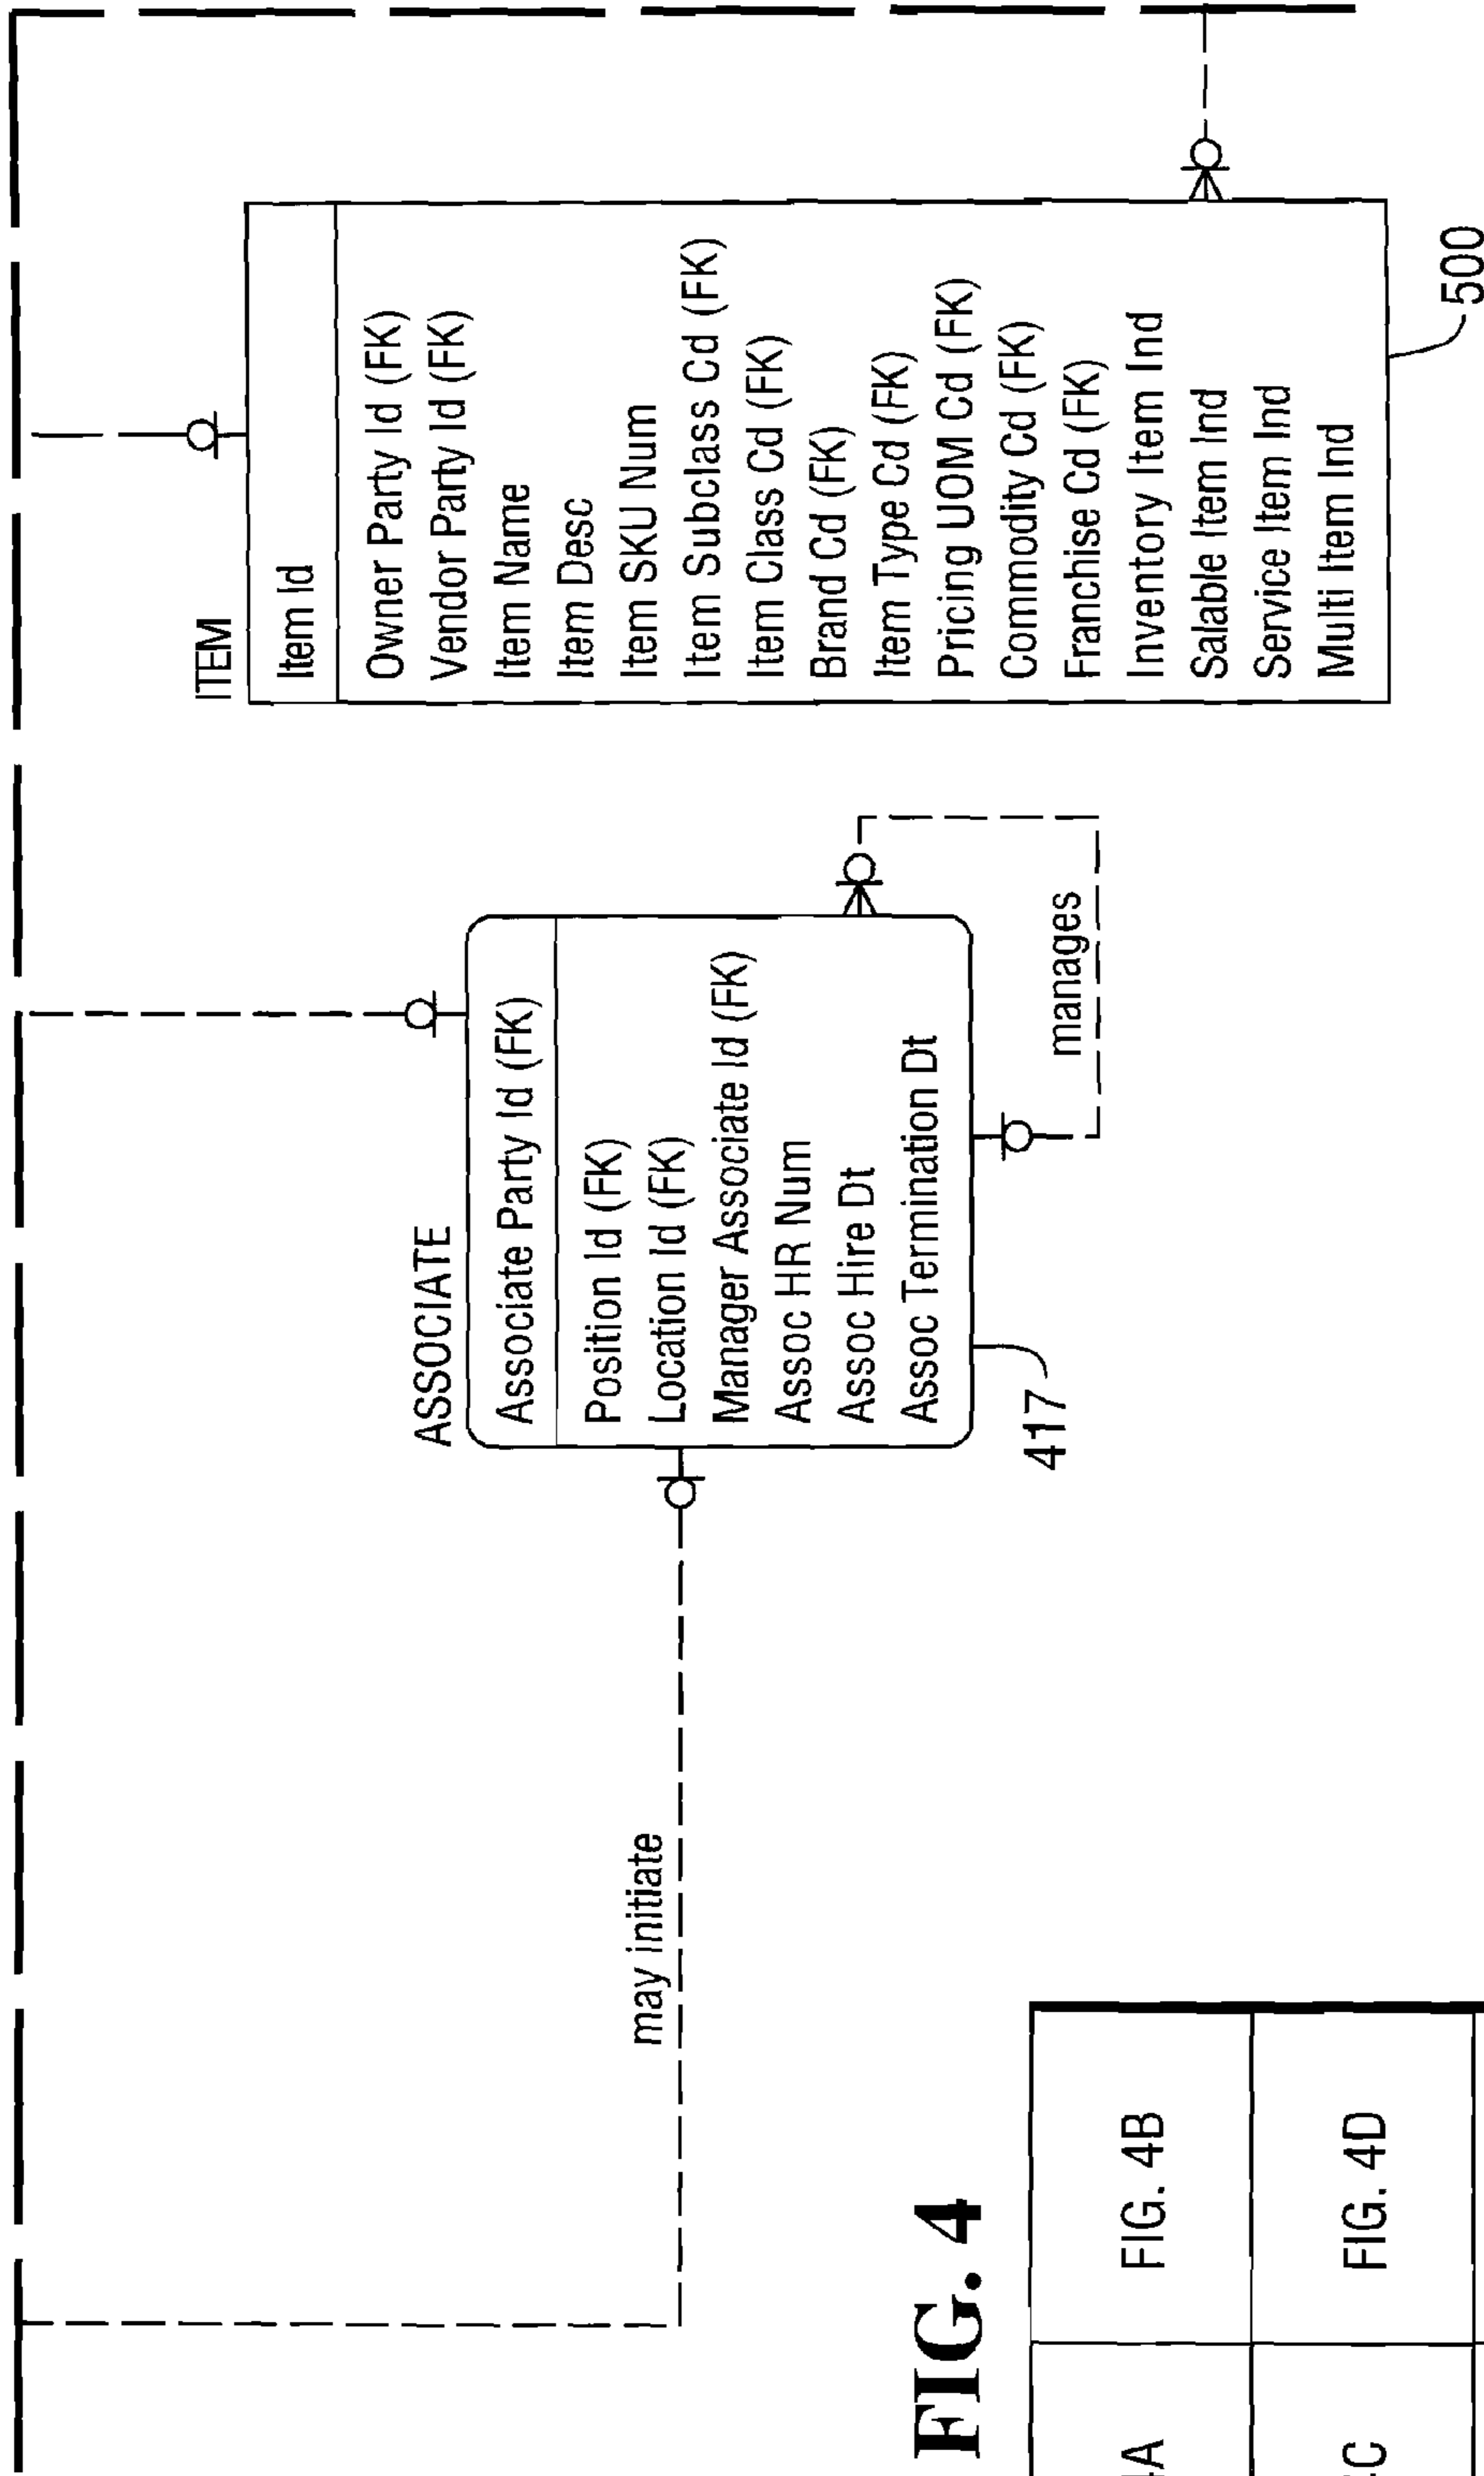 ITEM
Item Id
Owner Party Id (FK)
Vendor Party Id (FK)
Item Name
Item Desc
Item SKU Num
Item Subclass Cd (FK)
Item Class Cd (FK)
Brand Cd (FK)
Item Type Cd (FK)
Pricing UOM Cd (FK)
Commodity Cd (FK)
Franchise Cd (FK)
Inventory Item Ind
Salable Item Ind
Service Item Ind
Multi Item Ind
500
ASSOCIATE
Associate Party Id (FK)
Position Id (FK)
Location Id (FK)
Manager Associate Id (FK)
Assoc HR Num
Assoc Hire Dt
Assoc Termination Dt
417
manages
may initiate
FIG. 4
FIG. 4B
FIG. 4D